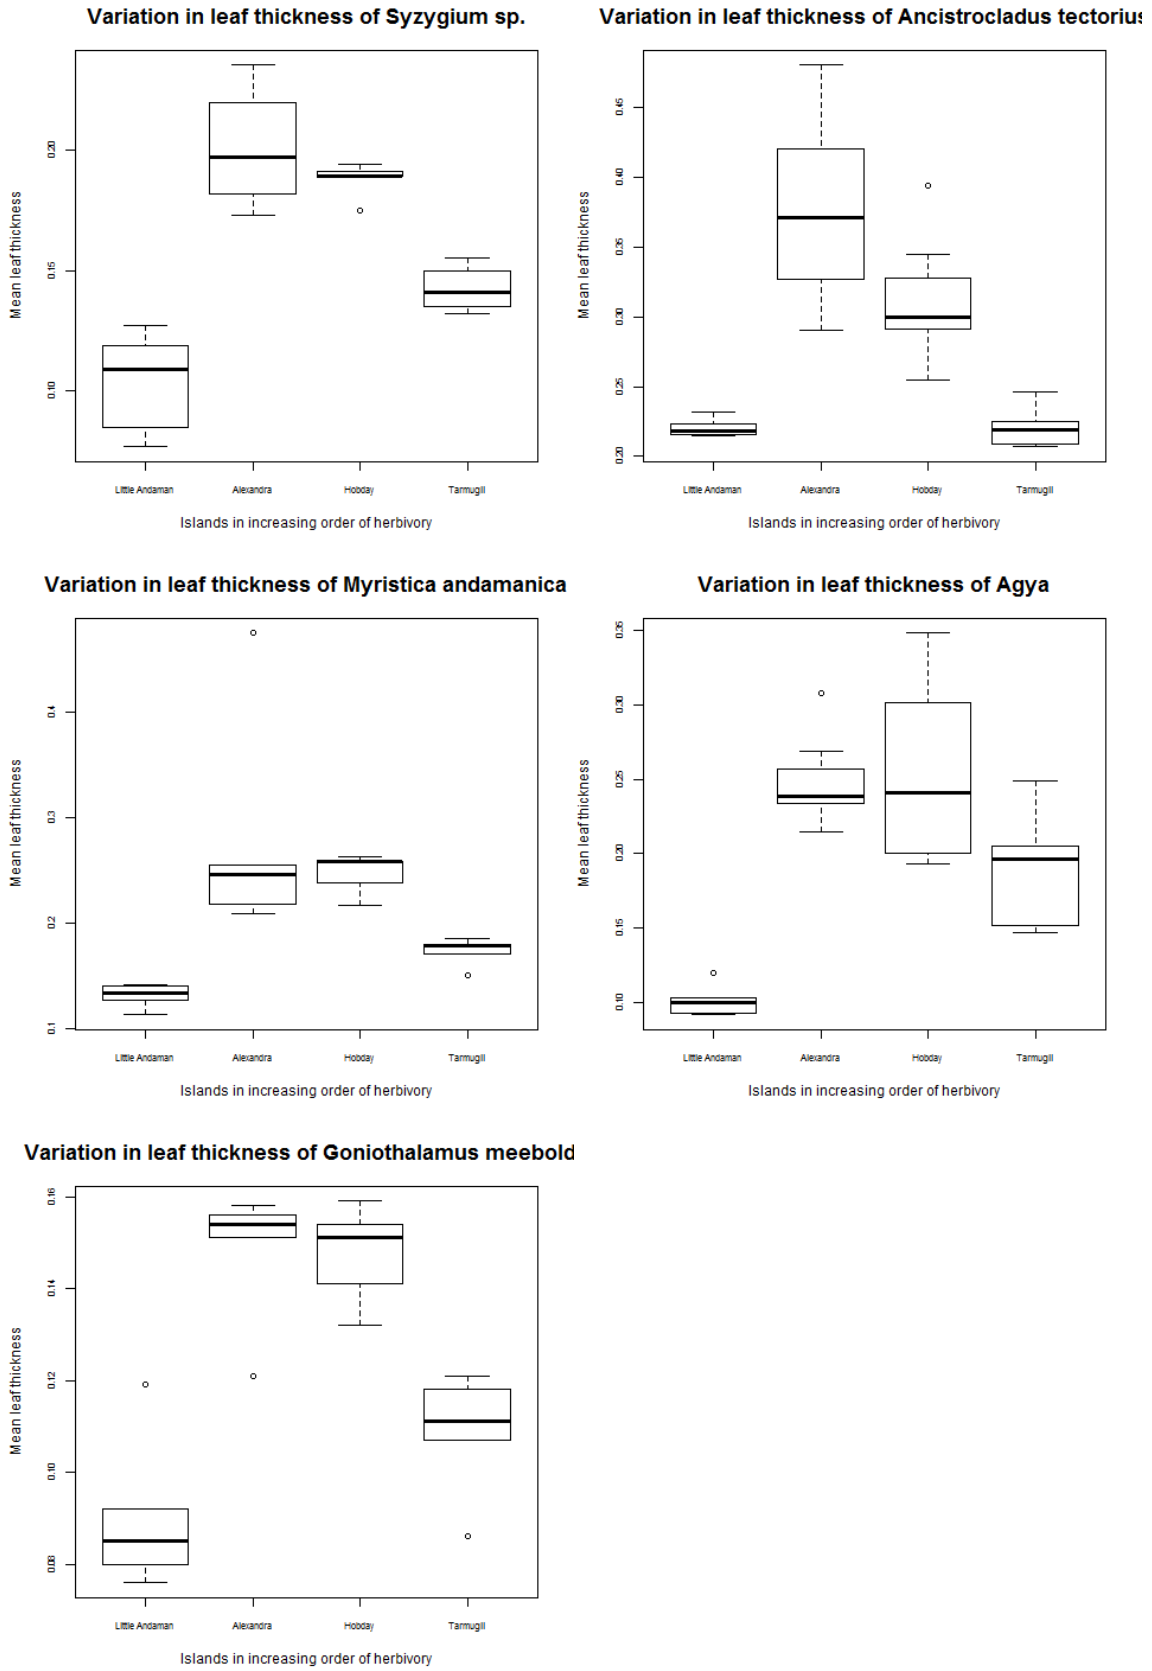 Variation in leaf thickness of Syzygium sp.
Mean leaf thickness
0.20
0.15
0.10
Little Andaman Alexandra Hobday Tarmugill
Islands in increasing order of herbivory
Variation in leaf thickness of Ancistrocladus tectorius
Mean leaf thickness
0.45
0.40
0.35
0.30
0.25
0.20
Little Andaman Alexandra Hobday Tarmugill
Islands in increasing order of herbivory
Variation in leaf thickness of Myristica andamanica
Mean leaf thickness
0.4
0.3
0.2
0.1
Little Andaman Alexandra Hobday Tarmugill
Islands in increasing order of herbivory
Variation in leaf thickness of Agya
Mean leaf thickness
0.35
0.30
0.25
0.20
0.15
0.10
Little Andaman Alexandra Hobday Tarmugill
Islands in increasing order of herbivory
Variation in leaf thickness of Goniothalamus meebold
Mean leaf thickness
0.16
0.14
0.12
0.10
0.08
Little Andaman Alexandra Hobday Tarmugill
Islands in increasing order of herbivory